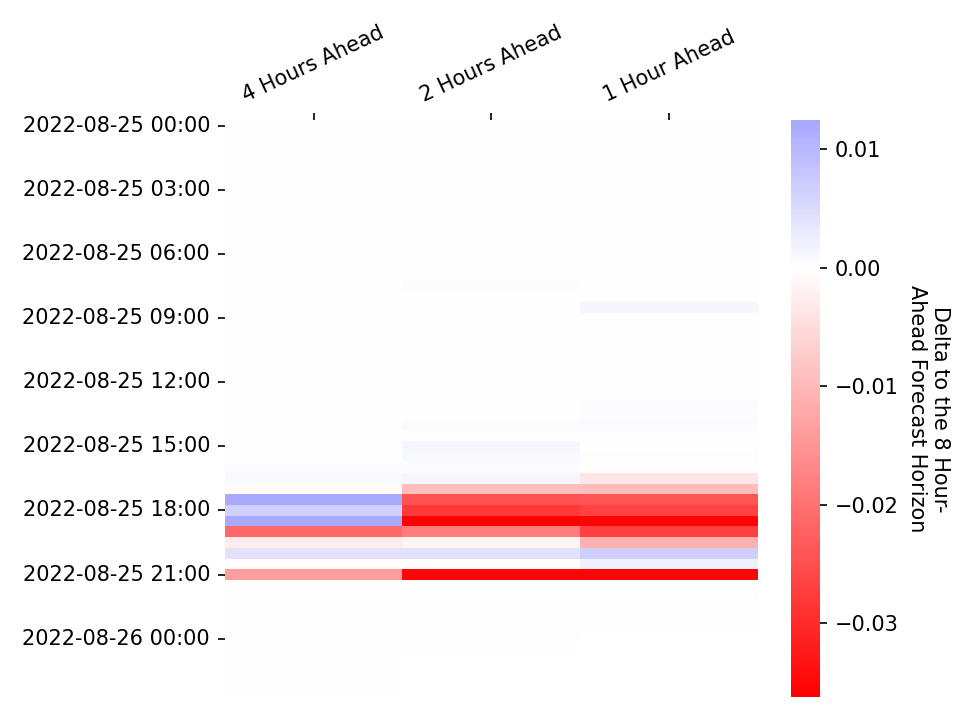 4 Hours Ahead
2 Hours Ahead
1 Hour Ahead
2022-08-25 00:00
2022-08-25 03:00
2022-08-25 06:00
2022-08-25 09:00
2022-08-25 12:00
2022-08-25 15:00
2022-08-25 18:00
2022-08-25 21:00
2022-08-26 00:00
0.01
0.00
−0.01
−0.02
−0.03
Delta to the 8 Hour-
Ahead Forecast Horizon